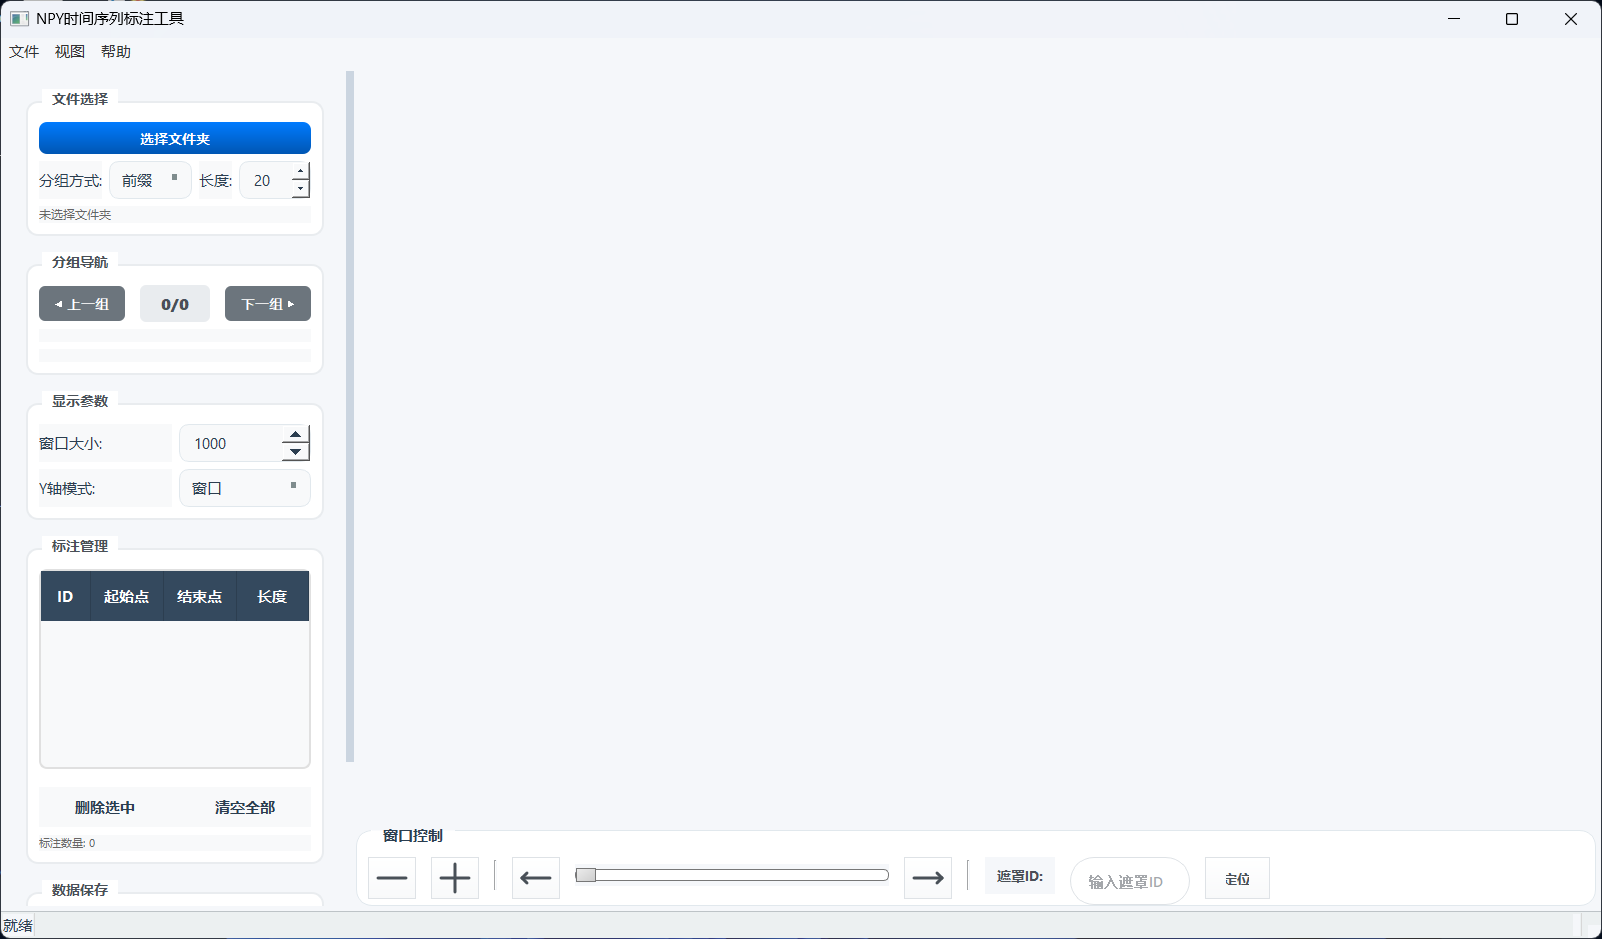 NPY时间序列标注工具
文件 视图 帮助
文件选择
选择文件夹
分组方式: 前缀 长度: 20
未选择文件夹
分组导航
上一组 0/0 下一组
显示参数
窗口大小: 1000
Y轴模式: 窗口
标注管理
ID 起始点 结束点 长度
删除选中 清空全部
标注数量: 0
数据保存
窗口控制
遮罩ID: 输入遮罩ID 定位
就绪